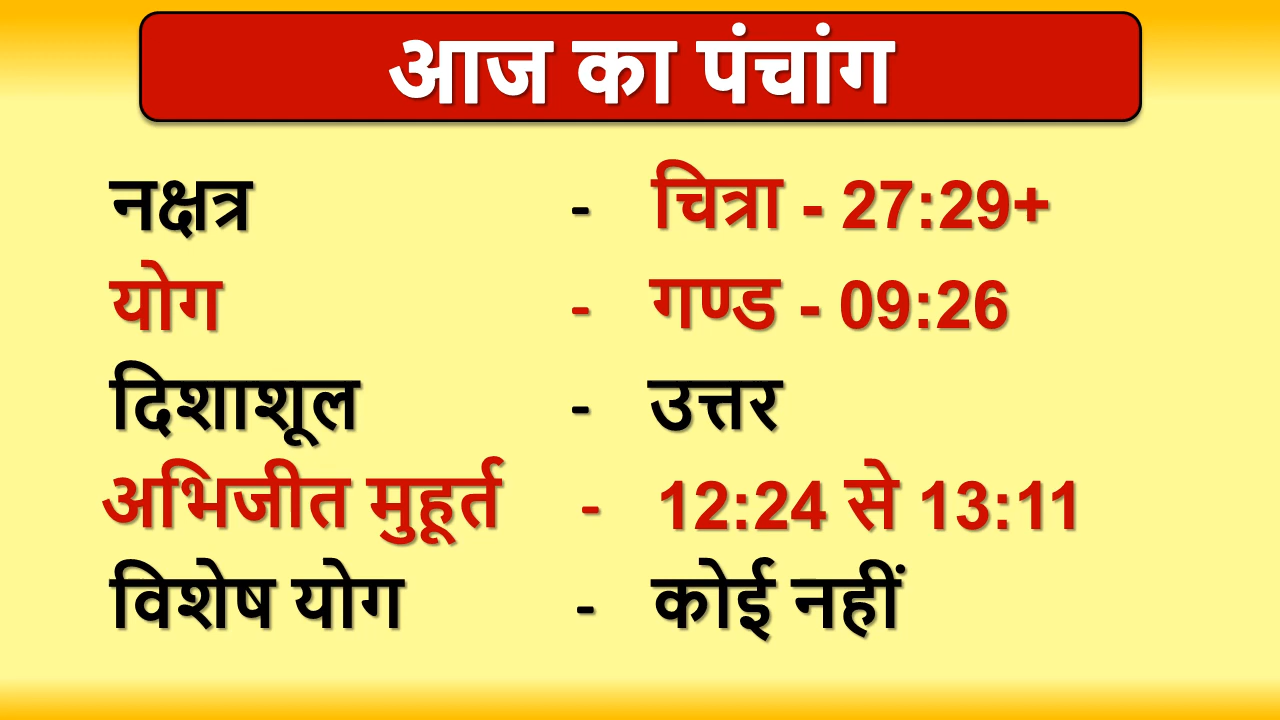 आज का पंचांग
नक्षत्र - चित्रा - 27:29+
योग - गण्ड - 09:26
दिशाशूल - उत्तर
अभिजीत मुहूर्त - 12:24 से 13:11
विशेष योग - कोई नहीं